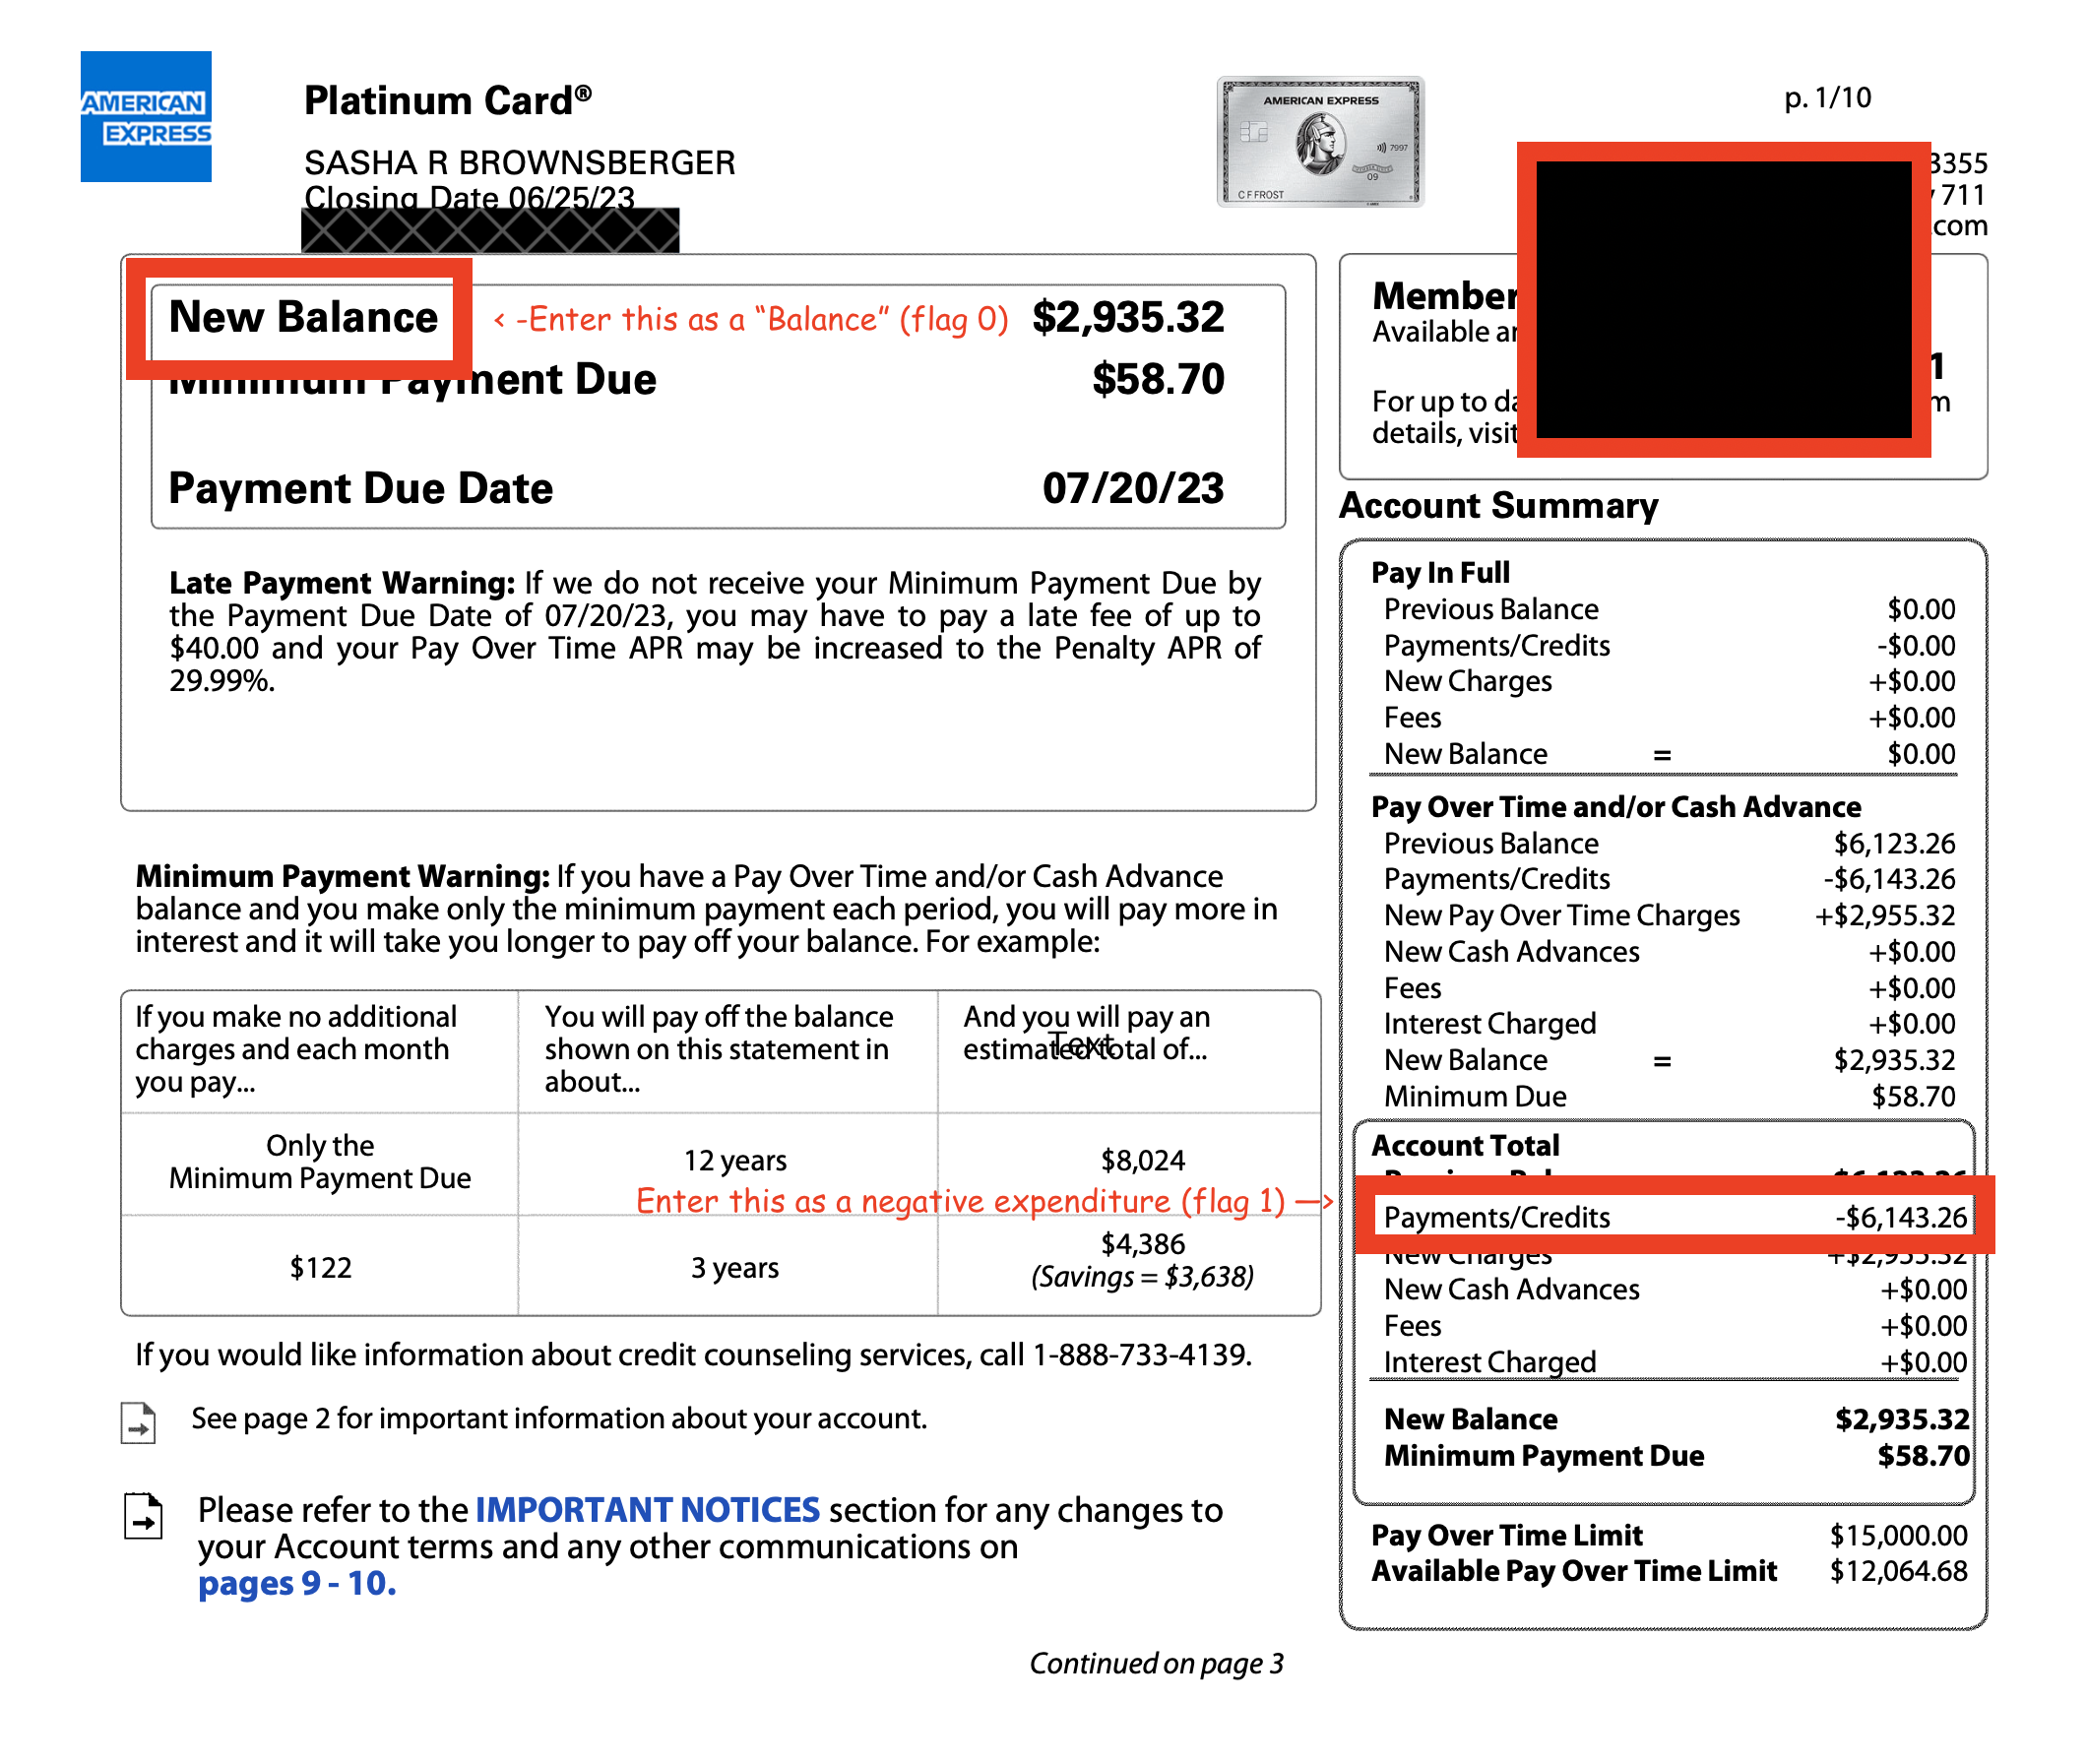 AMERICAN
EXPRESS
Platinum Card®
SASHA R BROWNSBERGER
Closing Date 06/25/23
AMERICAN EXPRESS
7997
09
C F FROST
p. 1/10
3355
711
com
New Balance
< -Enter this as a “Balance” (flag 0)
$2,935.32
Minimum Payment Due $58.70
Payment Due Date 07/20/23
Late Payment Warning: If we do not receive your Minimum Payment Due by
the Payment Due Date of 07/20/23, you may have to pay a late fee of up to
$40.00 and your Pay Over Time APR may be increased to the Penalty APR of
29.99%.
Member
Available
1
For up to
m
details, visit
Account Summary
Pay In Full
Previous Balance $0.00
Payments/Credits -$0.00
New Charges +$0.00
Fees +$0.00
New Balance = $0.00
Pay Over Time and/or Cash Advance
Previous Balance $6,123.26
Payments/Credits -$6,143.26
New Pay Over Time Charges +$2,955.32
New Cash Advances +$0.00
Fees +$0.00
Interest Charged +$0.00
New Balance = $2,935.32
Minimum Due $58.70
Account Total
Payments/Credits -$6,143.26
New Charges +$2,955.32
New Cash Advances +$0.00
Fees +$0.00
Interest Charged +$0.00
New Balance $2,935.32
Minimum Payment Due $58.70
Pay Over Time Limit $15,000.00
Available Pay Over Time Limit $12,064.68
Minimum Payment Warning: If you have a Pay Over Time and/or Cash Advance
balance and you make only the minimum payment each period, you will pay more in
interest and it will take you longer to pay off your balance. For example:
If you make no additional
charges and each month
you pay...
You will pay off the balance
shown on this statement in
about...
And you will pay an
estimated total of...
Text
Only the
Minimum Payment Due
12 years
$8,024
Enter this as a negative expenditure (flag 1) —>
$122
3 years
$4,386
(Savings = $3,638)
If you would like information about credit counseling services, call 1-888-733-4139.
See page 2 for important information about your account.
Please refer to the IMPORTANT NOTICES section for any changes to
your Account terms and any other communications on
pages 9 - 10.
Continued on page 3